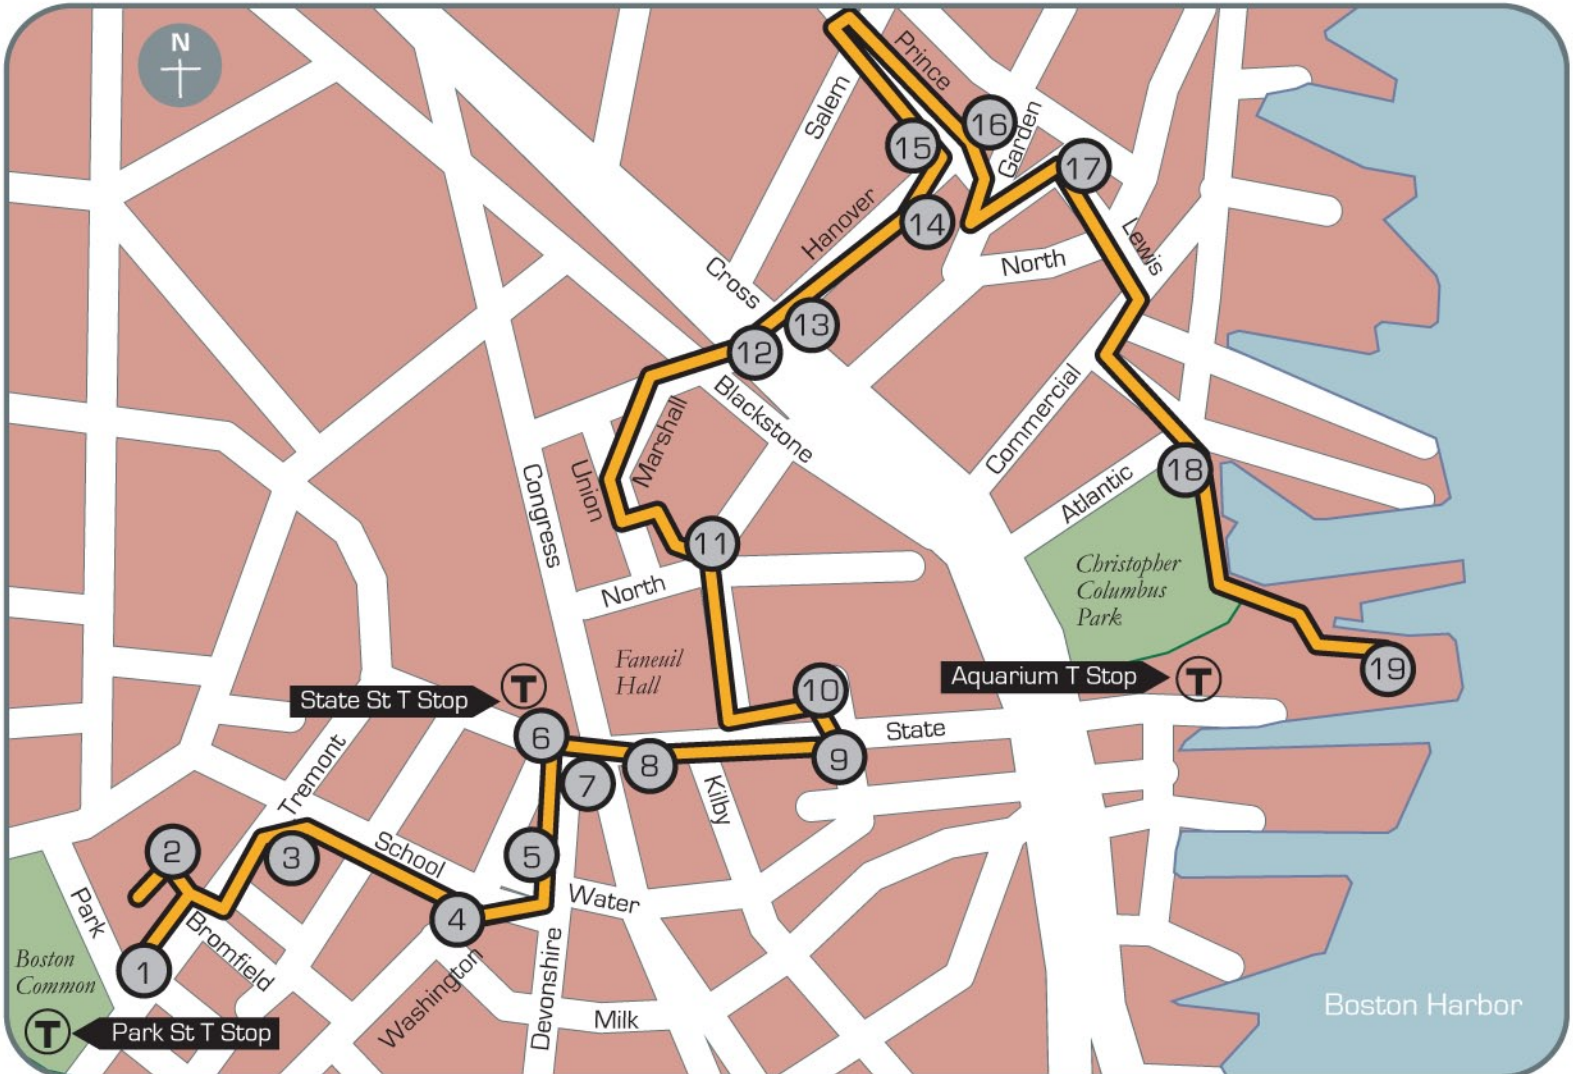 N
Prince
16
Salem
Garden
15
17
Hanover
14
Lewis
North
Cross
13
12
Blackstone
Marshall
Commercial
Union
Congress
Atlantic
18
11
North
Christopher
Columbus
Park
Faneuil
Hall
State St T Stop
T
10
Aquarium T Stop
T
19
6
State
9
8
7
Kilby
Tremont
2
3
School
5
Water
4
Park
Bromfield
1
Boston
Common
Washington
Devonshire
Milk
Boston Harbor
T
Park St T Stop